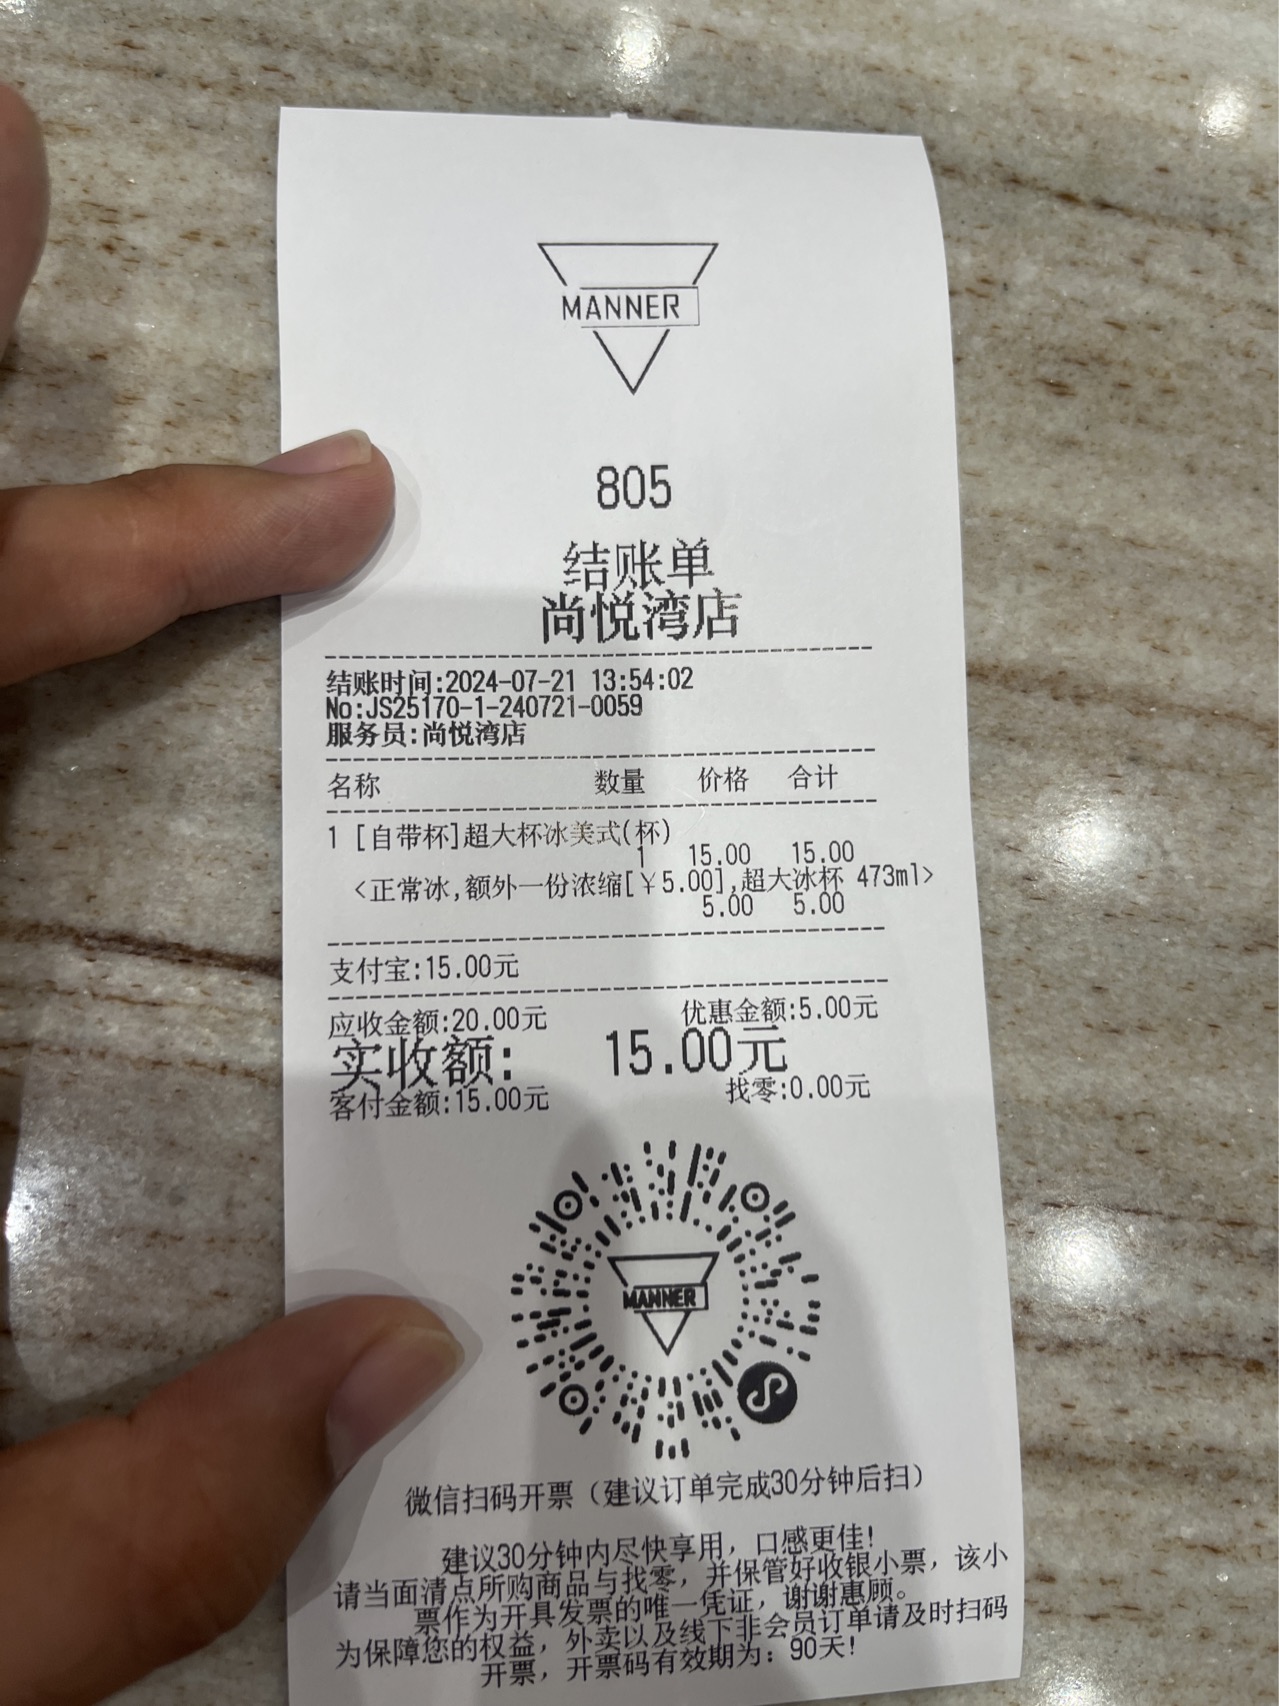 MANNER
805
结账单
尚悦湾店
结账时间:2024-07-21 13:54:02
No:JS25170-1-240721-0059
服务员:尚悦湾店
名称 数量 价格 合计
1 [自带杯]超大杯冰美式(杯)
1 15.00 15.00
<正常冰,额外一份浓缩[￥5.00],超大冰杯 473ml>
5.00 5.00
支付宝:15.00元
应收金额:20.00元 优惠金额:5.00元
实收额: 15.00元
客付金额:15.00元 找零:0.00元
MANNER
微信扫码开票（建议订单完成30分钟后扫）
建议30分钟内尽快享用，口感更佳!
请当面清点所购商品与找零，并保管好收银小票，该小
票作为开具发票的唯一凭证，谢谢惠顾。
为保障您的权益，外卖以及线下非会员订单请及时扫码
开票，开票码有效期为：90天!